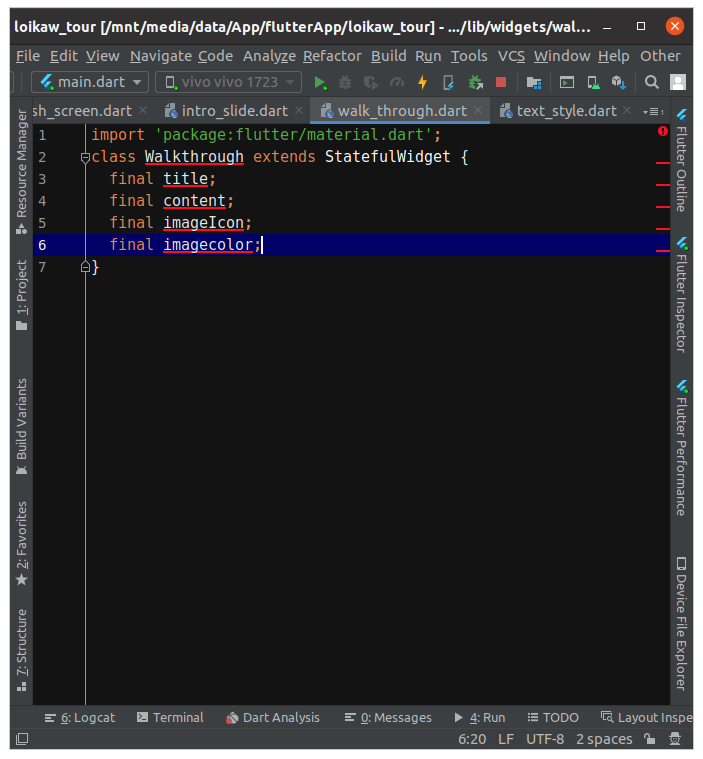 loikaw_tour [/mnt/media/data/App/flutterApp/loikaw_tour] - .../lib/widgets/wal...
File Edit View Navigate Code Analyze Refactor Build Run Tools VCS Window Help Other
main.dart vivo vivo 1723
sh_screen.dart intro_slide.dart walk_through.dart text_style.dart
1 import 'package:flutter/material.dart';
2 class Walkthrough extends StatefulWidget {
3 final title;
4 final content;
5 final imageIcon;
6 final imagecolor;
7 }
Resource Manager
1: Project
Build Variants
2: Favorites
7: Structure
Flutter Outline
Flutter Inspector
Flutter Performance
Device File Explorer
6: Logcat Terminal Dart Analysis 0: Messages 4: Run TODO Layout Inspe
6:20 LF UTF-8 2 spaces